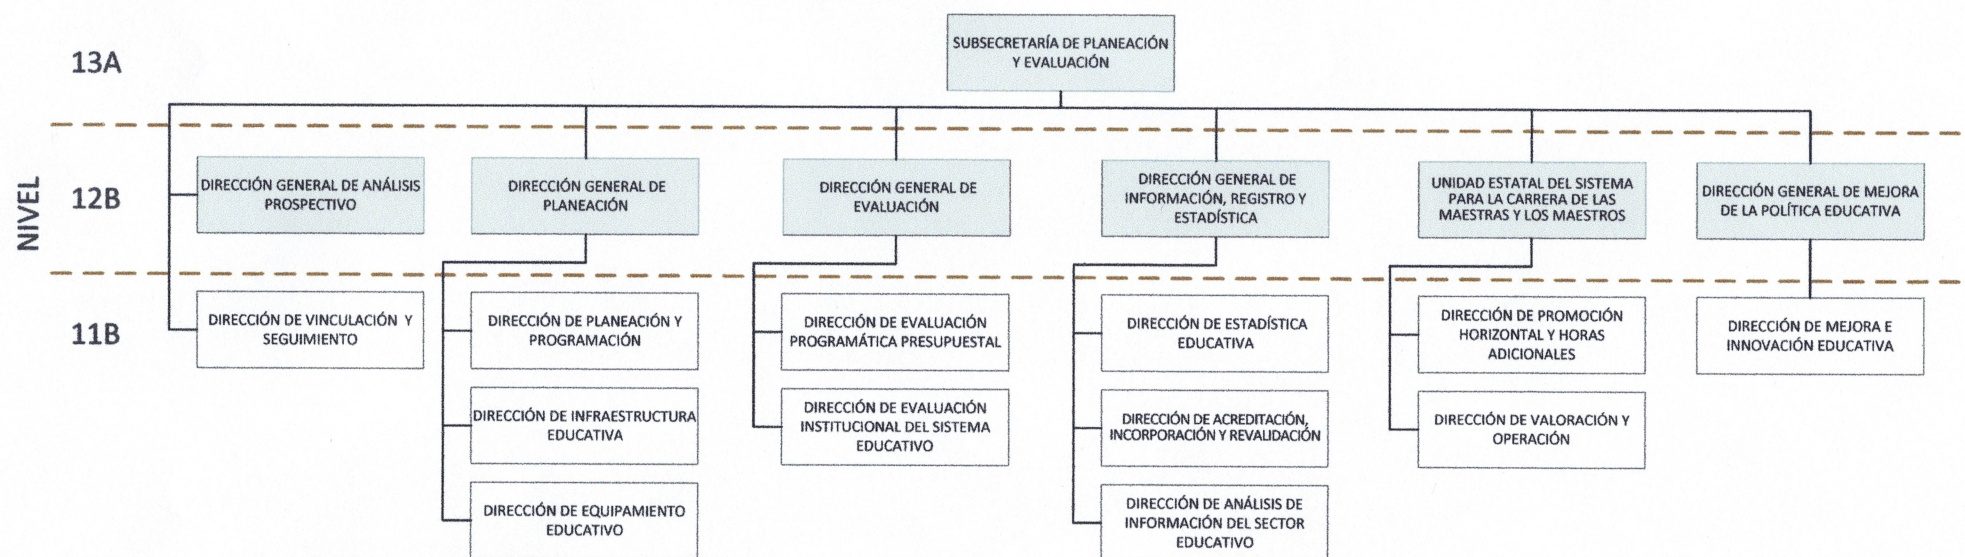 13A
SUBSECRETARÍA DE PLANEACIÓN
Y EVALUACIÓN
NIVEL
12B
DIRECCIÓN GENERAL DE ANÁLISIS
PROSPECTIVO
DIRECCIÓN GENERAL DE
PLANEACIÓN
DIRECCIÓN GENERAL DE
EVALUACIÓN
DIRECCIÓN GENERAL DE
INFORMACIÓN, REGISTRO Y
ESTADÍSTICA
UNIDAD ESTATAL DEL SISTEMA
PARA LA CARRERA DE LAS
MAESTRAS Y LOS MAESTROS
DIRECCIÓN GENERAL DE MEJORA
DE LA POLÍTICA EDUCATIVA
11B
DIRECCIÓN DE VINCULACIÓN Y
SEGUIMIENTO
DIRECCIÓN DE PLANEACIÓN Y
PROGRAMACIÓN
DIRECCIÓN DE EVALUACIÓN
PROGRAMÁTICA PRESUPUESTAL
DIRECCIÓN DE ESTADÍSTICA
EDUCATIVA
DIRECCIÓN DE PROMOCIÓN
HORIZONTAL Y HORAS
ADICIONALES
DIRECCIÓN DE MEJORA E
INNOVACIÓN EDUCATIVA
DIRECCIÓN DE INFRAESTRUCTURA
EDUCATIVA
DIRECCIÓN DE EVALUACIÓN
INSTITUCIONAL DEL SISTEMA
EDUCATIVO
DIRECCIÓN DE ACREDITACIÓN,
INCORPORACIÓN Y REVALIDACIÓN
DIRECCIÓN DE VALORACIÓN Y
OPERACIÓN
DIRECCIÓN DE EQUIPAMIENTO
EDUCATIVO
DIRECCIÓN DE ANÁLISIS DE
INFORMACIÓN DEL SECTOR
EDUCATIVO